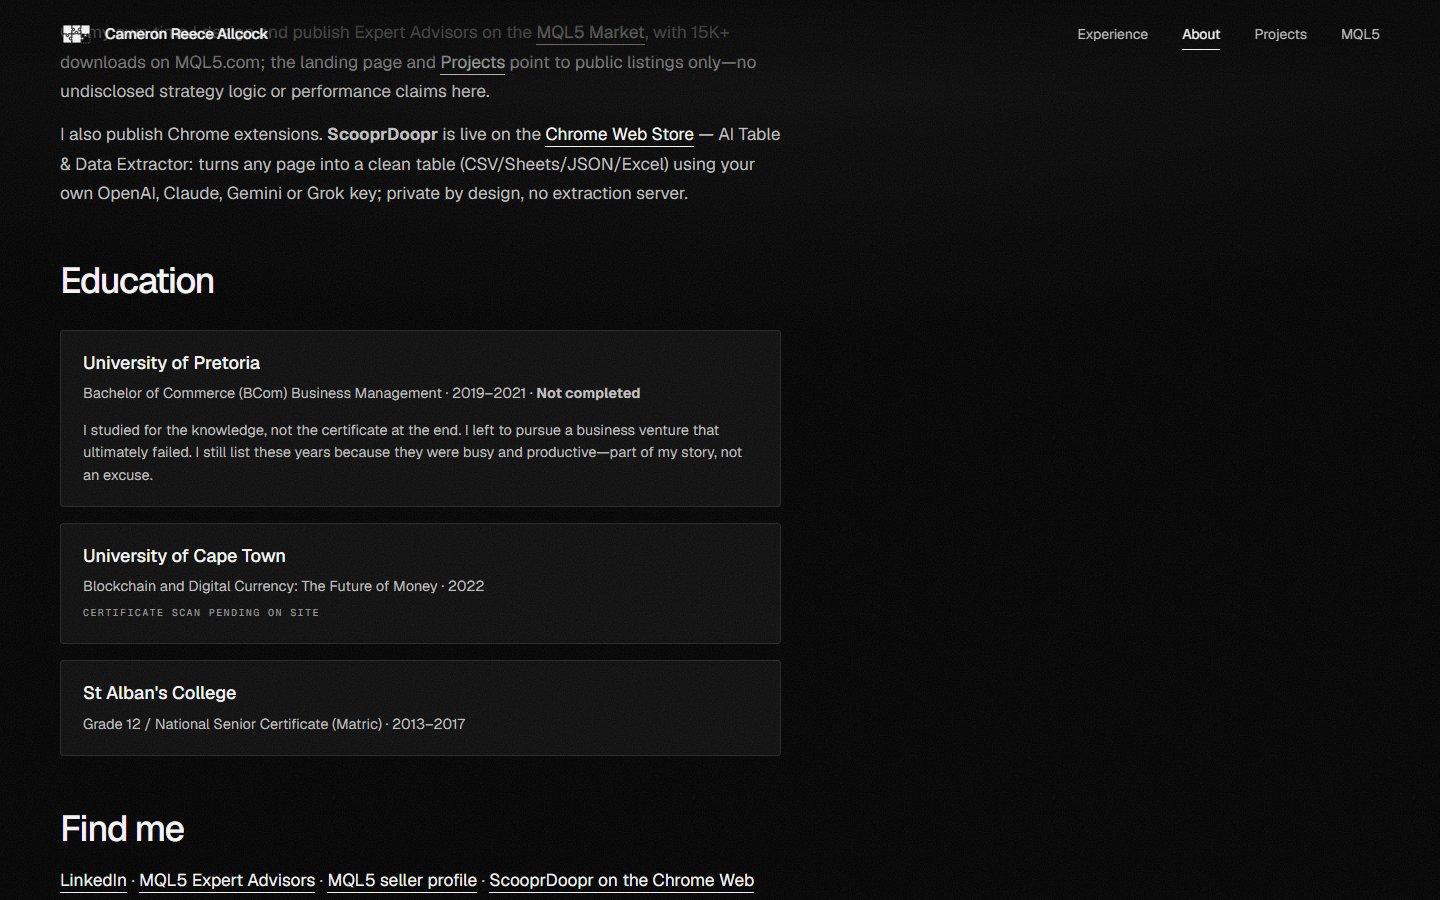 Cameron Reece Allcock
Experience
About
Projects
MQL5
nd publish Expert Advisors on the MQL5 Market, with 15K+
downloads on MQL5.com; the landing page and Projects point to public listings only—no
undisclosed strategy logic or performance claims here.
I also publish Chrome extensions. ScooprDoopr is live on the Chrome Web Store — AI Table
& Data Extractor: turns any page into a clean table (CSV/Sheets/JSON/Excel) using your
own OpenAI, Claude, Gemini or Grok key; private by design, no extraction server.
Education
University of Pretoria
Bachelor of Commerce (BCom) Business Management · 2019–2021 · Not completed
I studied for the knowledge, not the certificate at the end. I left to pursue a business venture that
ultimately failed. I still list these years because they were busy and productive—part of my story, not
an excuse.
University of Cape Town
Blockchain and Digital Currency: The Future of Money · 2022
CERTIFICATE SCAN PENDING ON SITE
St Alban's College
Grade 12 / National Senior Certificate (Matric) · 2013–2017
Find me
LinkedIn · MQL5 Expert Advisors · MQL5 seller profile · ScooprDoopr on the Chrome Web